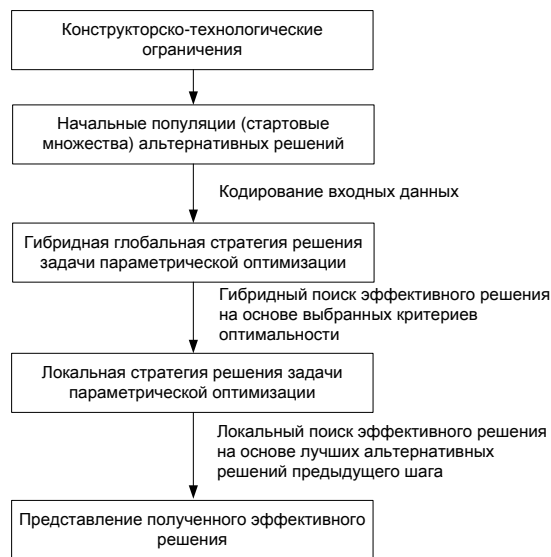 Конструкторско-технологические
ограничения
Начальные популяции (стартовые
множества) альтернативных решений
Кодирование входных данных
Гибридная глобальная стратегия решения
задачи параметрической оптимизации
Гибридный поиск эффективного решения
на основе выбранных критериев
оптимальности
Локальная стратегия решения задачи
параметрической оптимизации
Локальный поиск эффективного решения
на основе лучших альтернативных
решений предыдущего шага
Представление полученного эффективного
решения